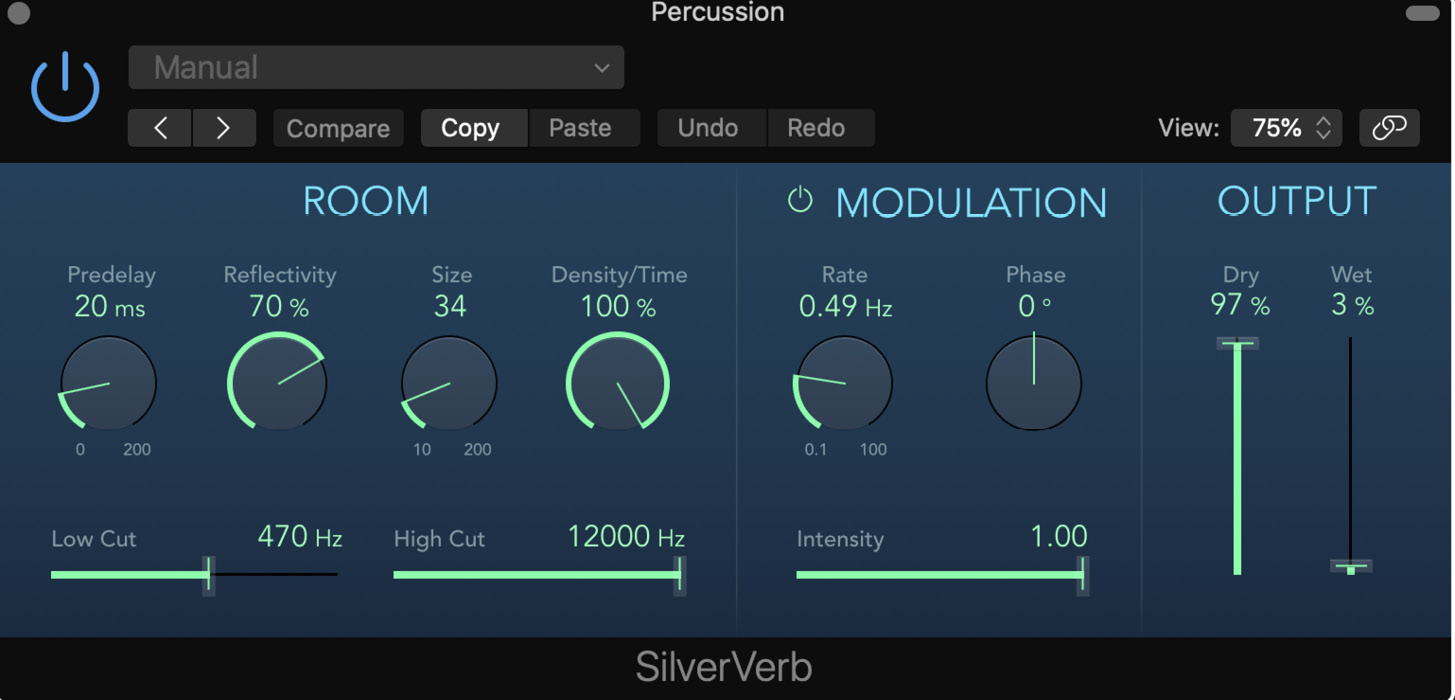 Percussion
Manual
Compare Copy Paste Undo Redo View: 75%
ROOM MODULATION OUTPUT
Predelay Reflectivity Size Density/Time Rate Phase Dry Wet
20 ms 70 % 34 100 % 0.49 Hz 0 ° 97 % 3 %
0 200 10 200 0.1 100
Low Cut 470 Hz High Cut 12000 Hz Intensity 1.00
SilverVerb